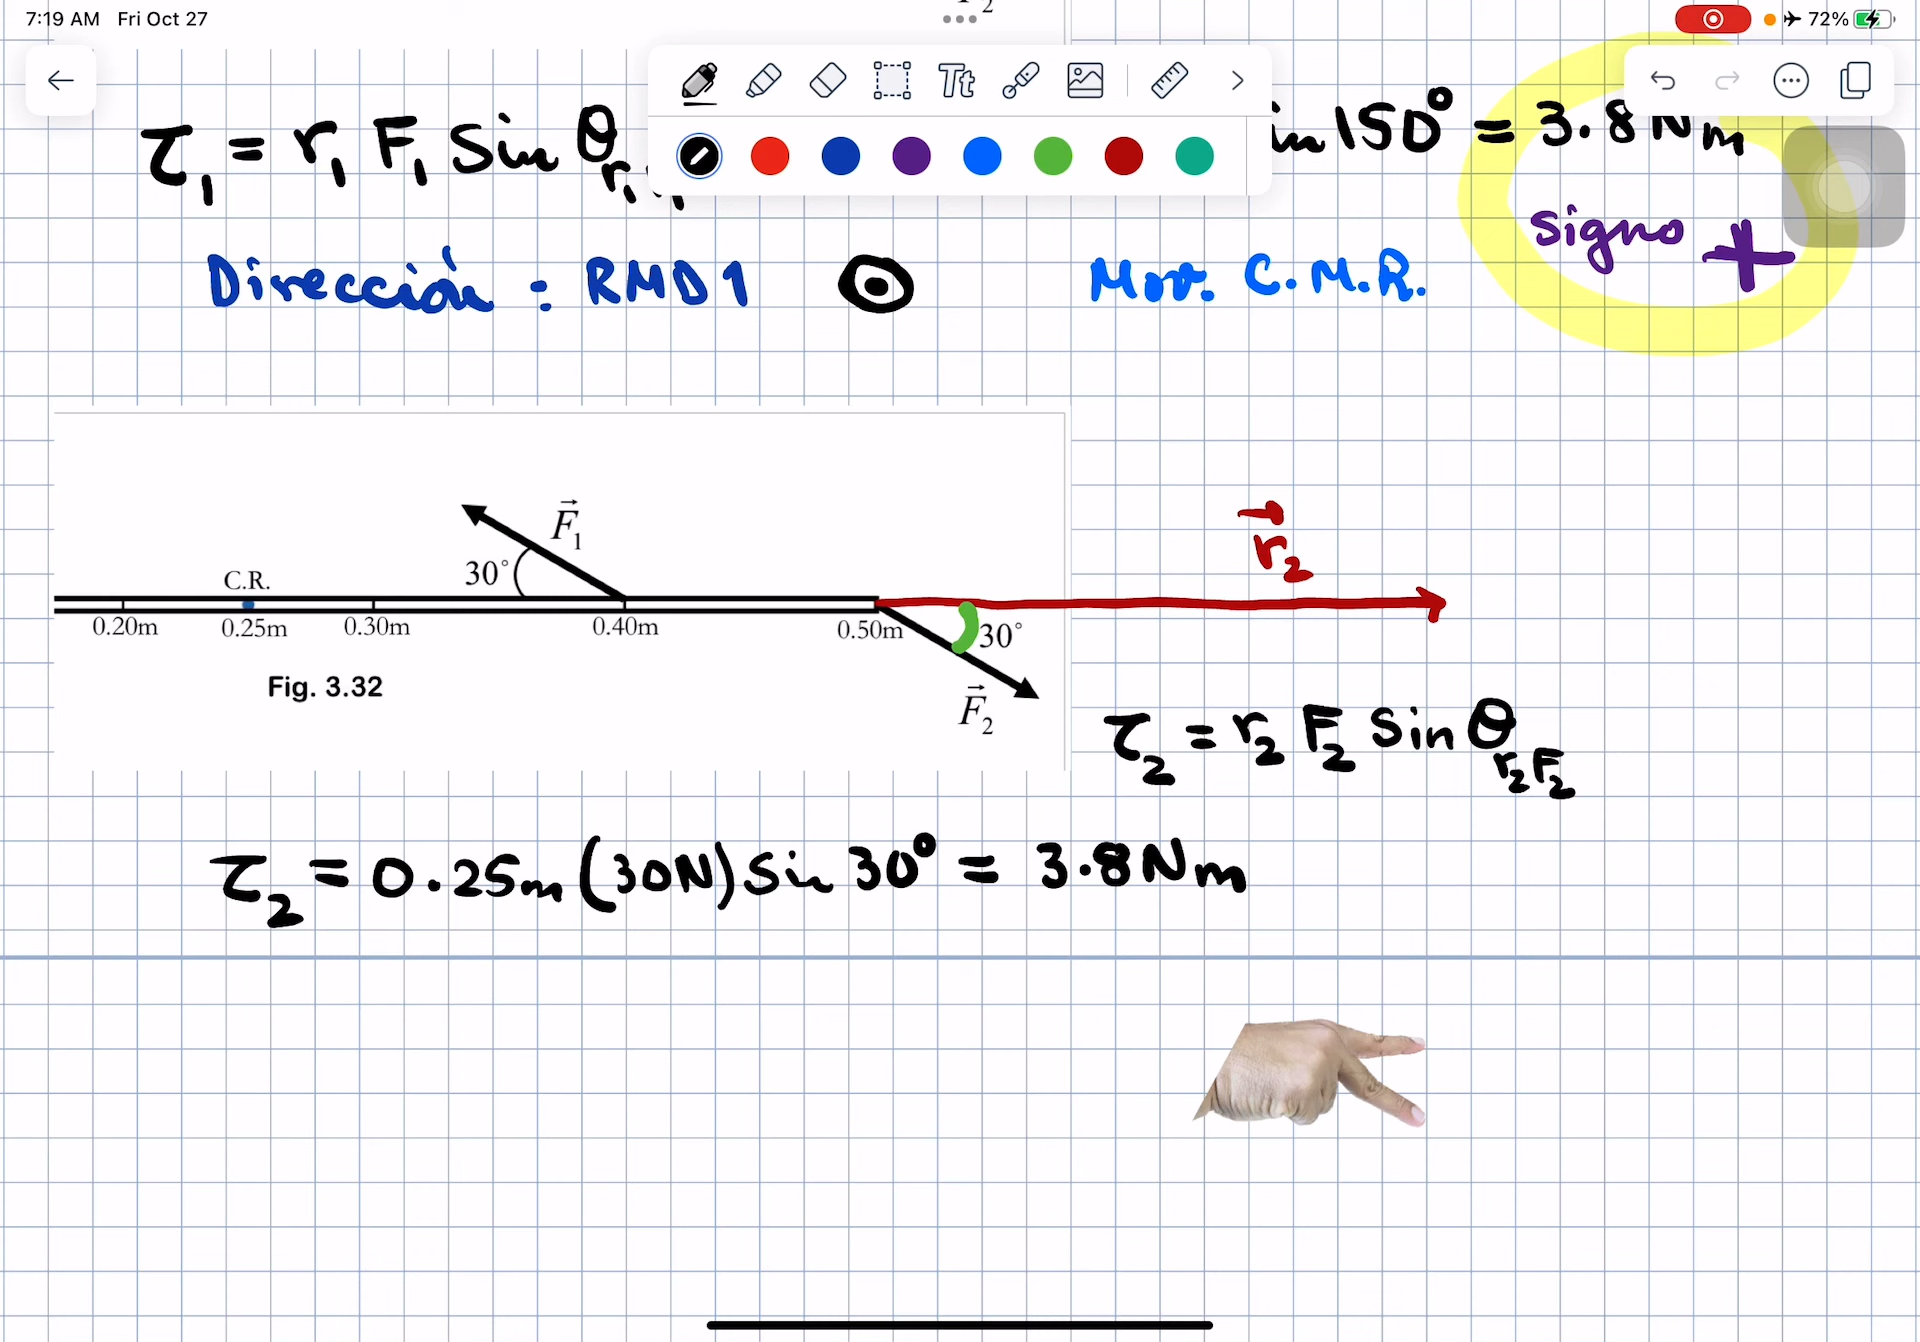 7:19 AM Fri Oct 27
72%
Tt
τ₁ = r₁ F₁ Sin θ r₁
in 150° = 3.8 Nm
signo +
Dirección : RMD1
Mov. C.M.R.
F₁
30°
C.R.
0.20m 0.25m 0.30m 0.40m 0.50m
30°
r₂
Fig. 3.32
F₂
τ₂ = r₂ F₂ Sin θ r₂F₂
τ₂ = 0.25m (30N) Sin 30° = 3.8Nm